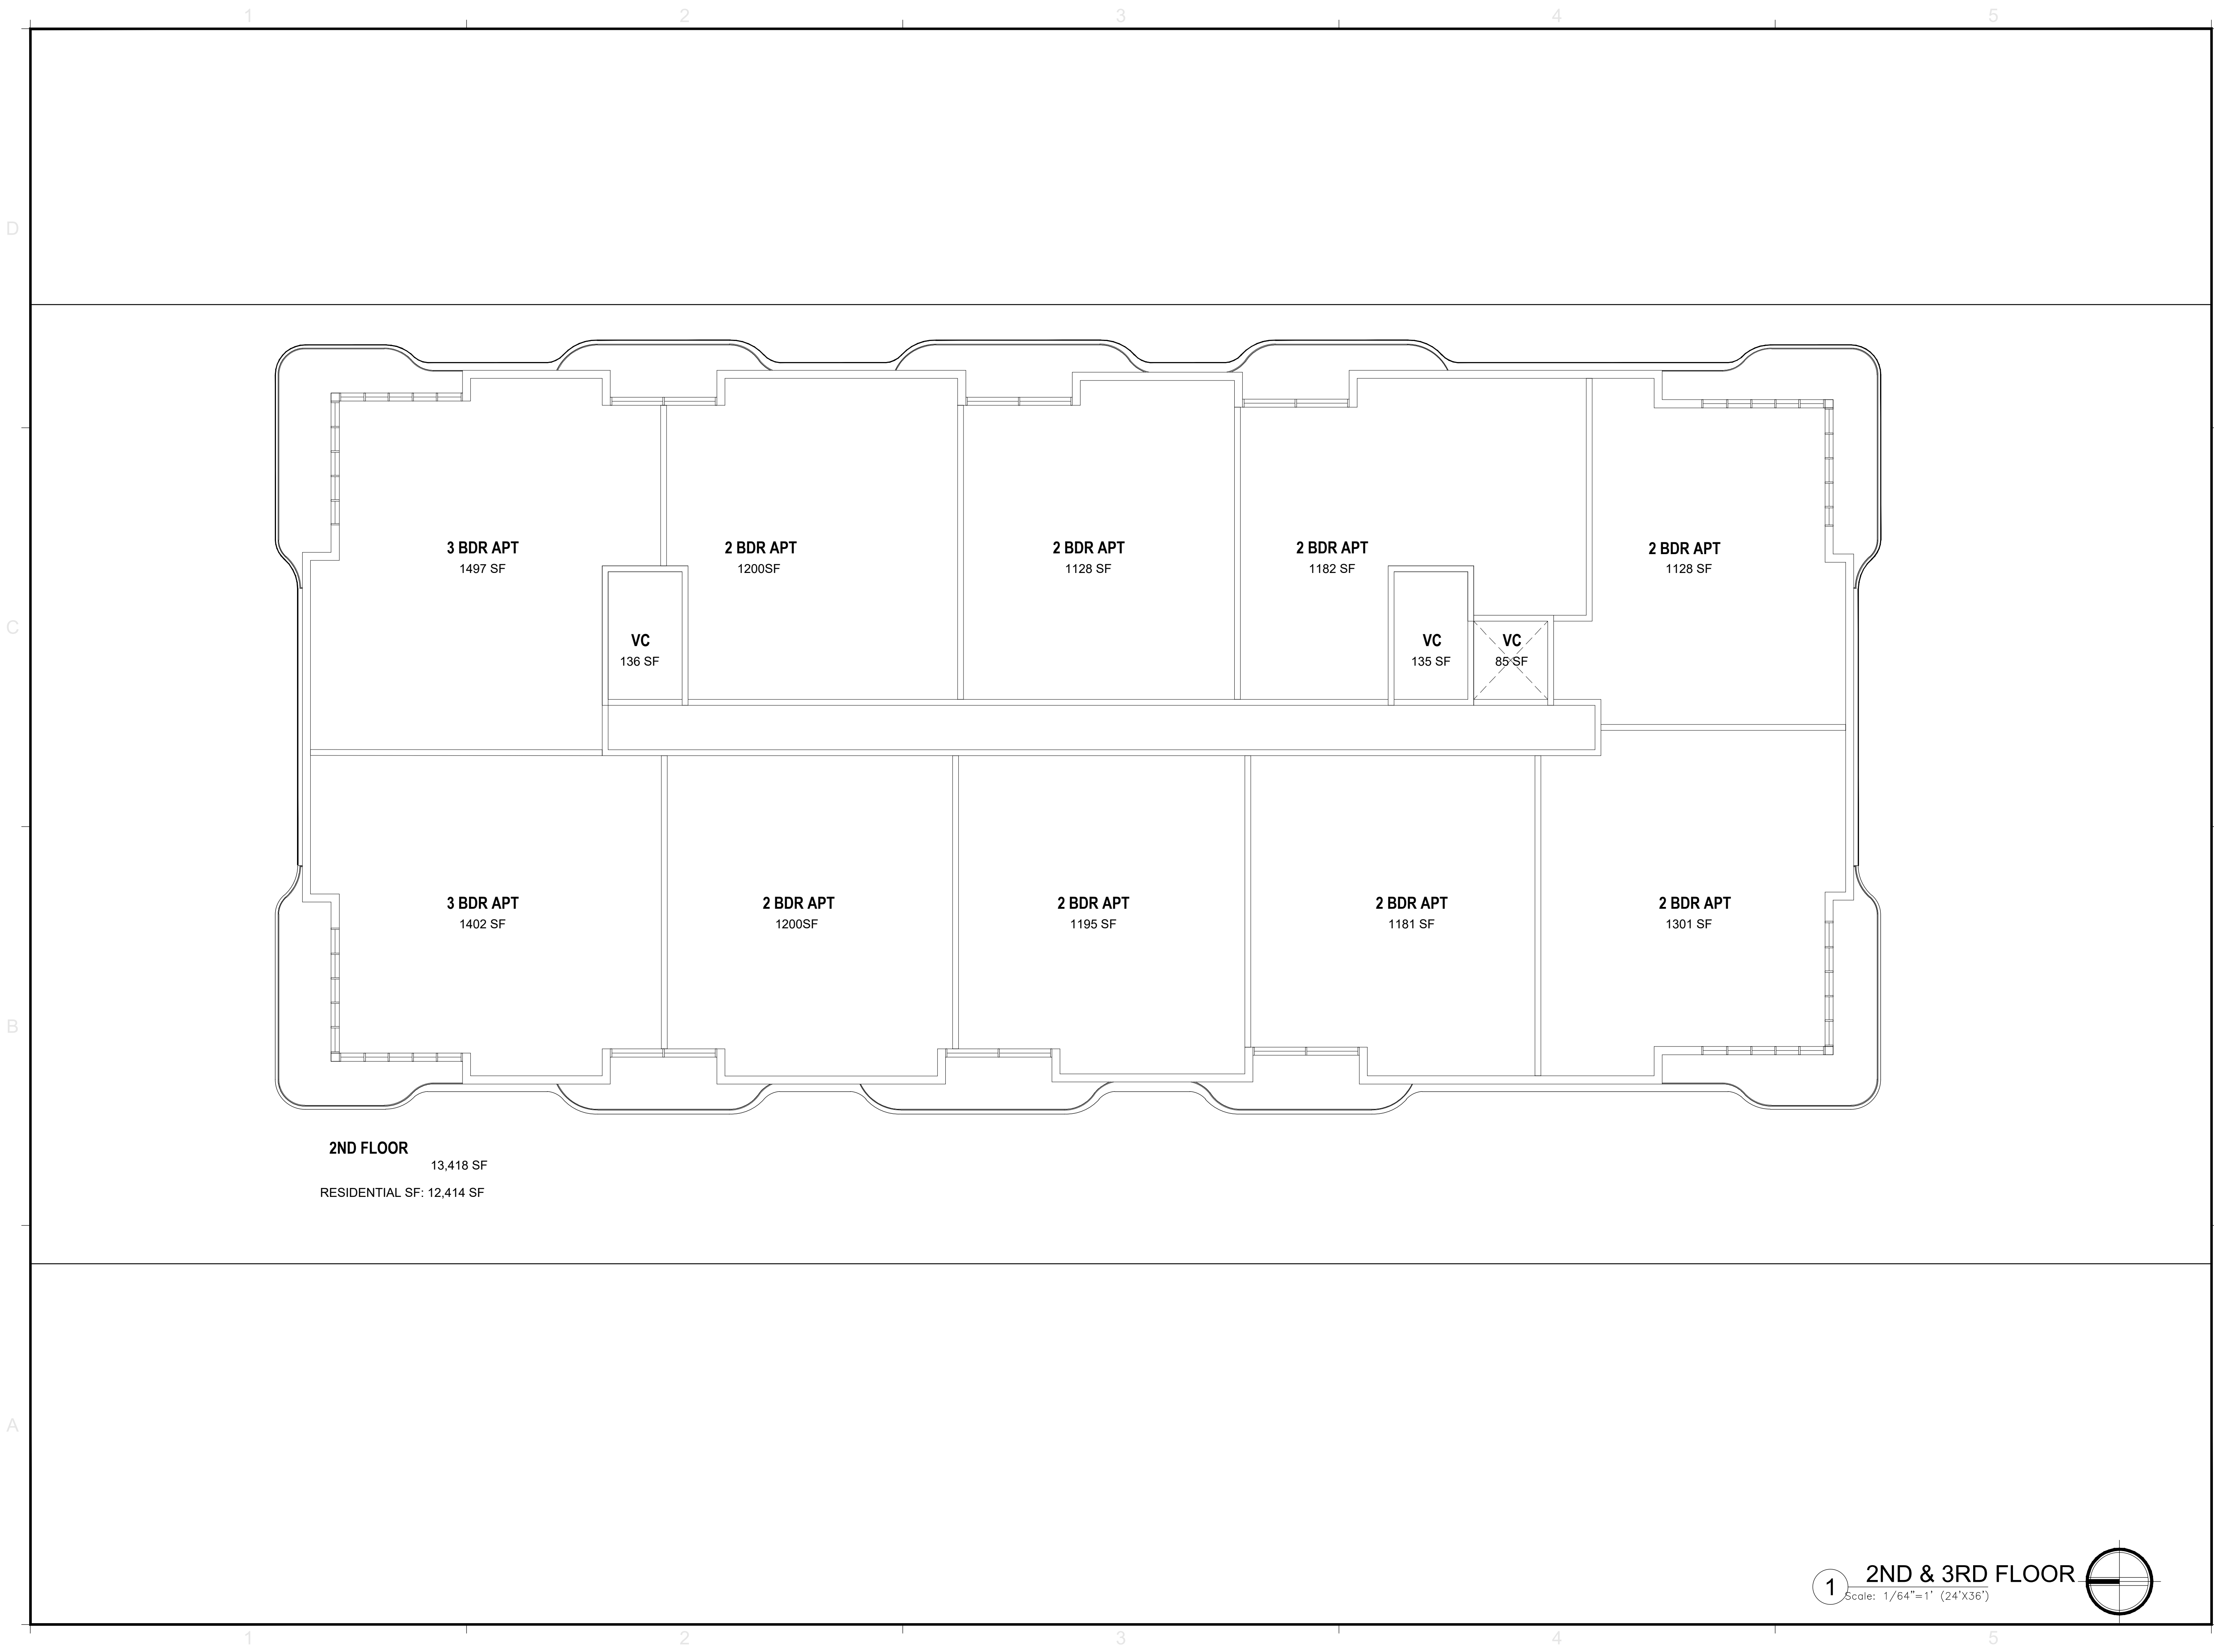 1 2 3 4 5
D
C
B
A
3 BDR APT
1497 SF
2 BDR APT
1200SF
2 BDR APT
1128 SF
2 BDR APT
1182 SF
2 BDR APT
1128 SF
VC
136 SF
VC
135 SF
VC
85 SF
3 BDR APT
1402 SF
2 BDR APT
1200SF
2 BDR APT
1195 SF
2 BDR APT
1181 SF
2 BDR APT
1301 SF
2ND FLOOR
13,418 SF
RESIDENTIAL SF: 12,414 SF
1 2ND & 3RD FLOOR
Scale: 1/64"=1' (24'X36')
1 2 3 4 5